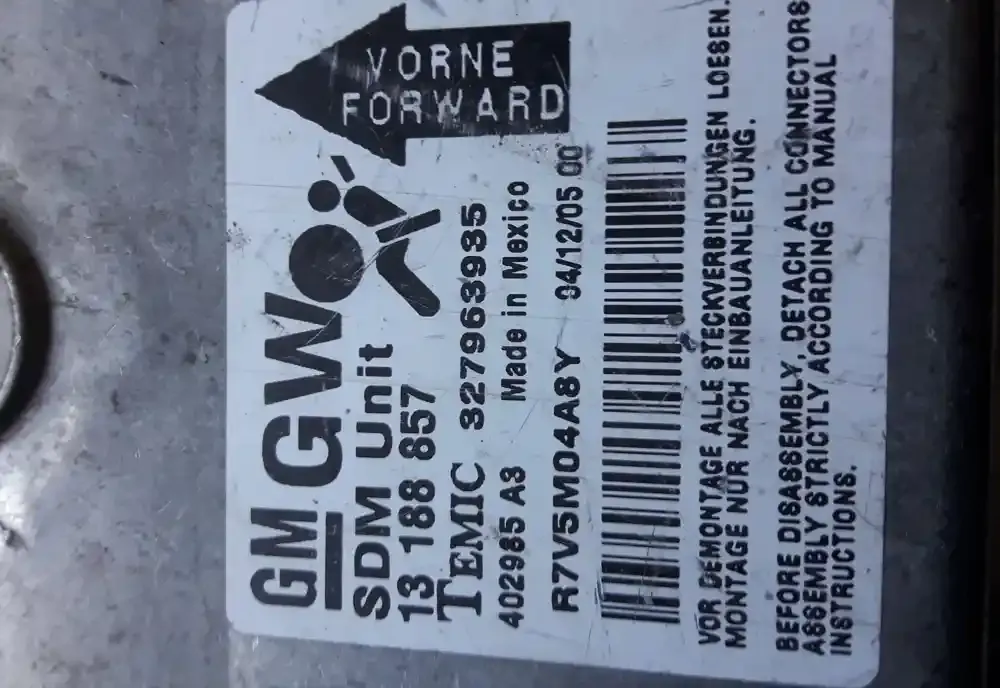 VORNE
FORWARD
GM GW
SDM Unit
13 188 857
TEMIC 327963935
402985 A3 Made in Mexico
R7V5M04A8Y 94/12/05 00
VOR DEMONTAGE ALLE STECKVERBINDUNGEN LOESEN.
MONTAGE NUR NACH EINBAUANLEITUNG.
BEFORE DISASSEMBLY, DETACH ALL CONNECTORS
ASSEMBLY STRICTLY ACCORDING TO MANUAL
INSTRUCTIONS.